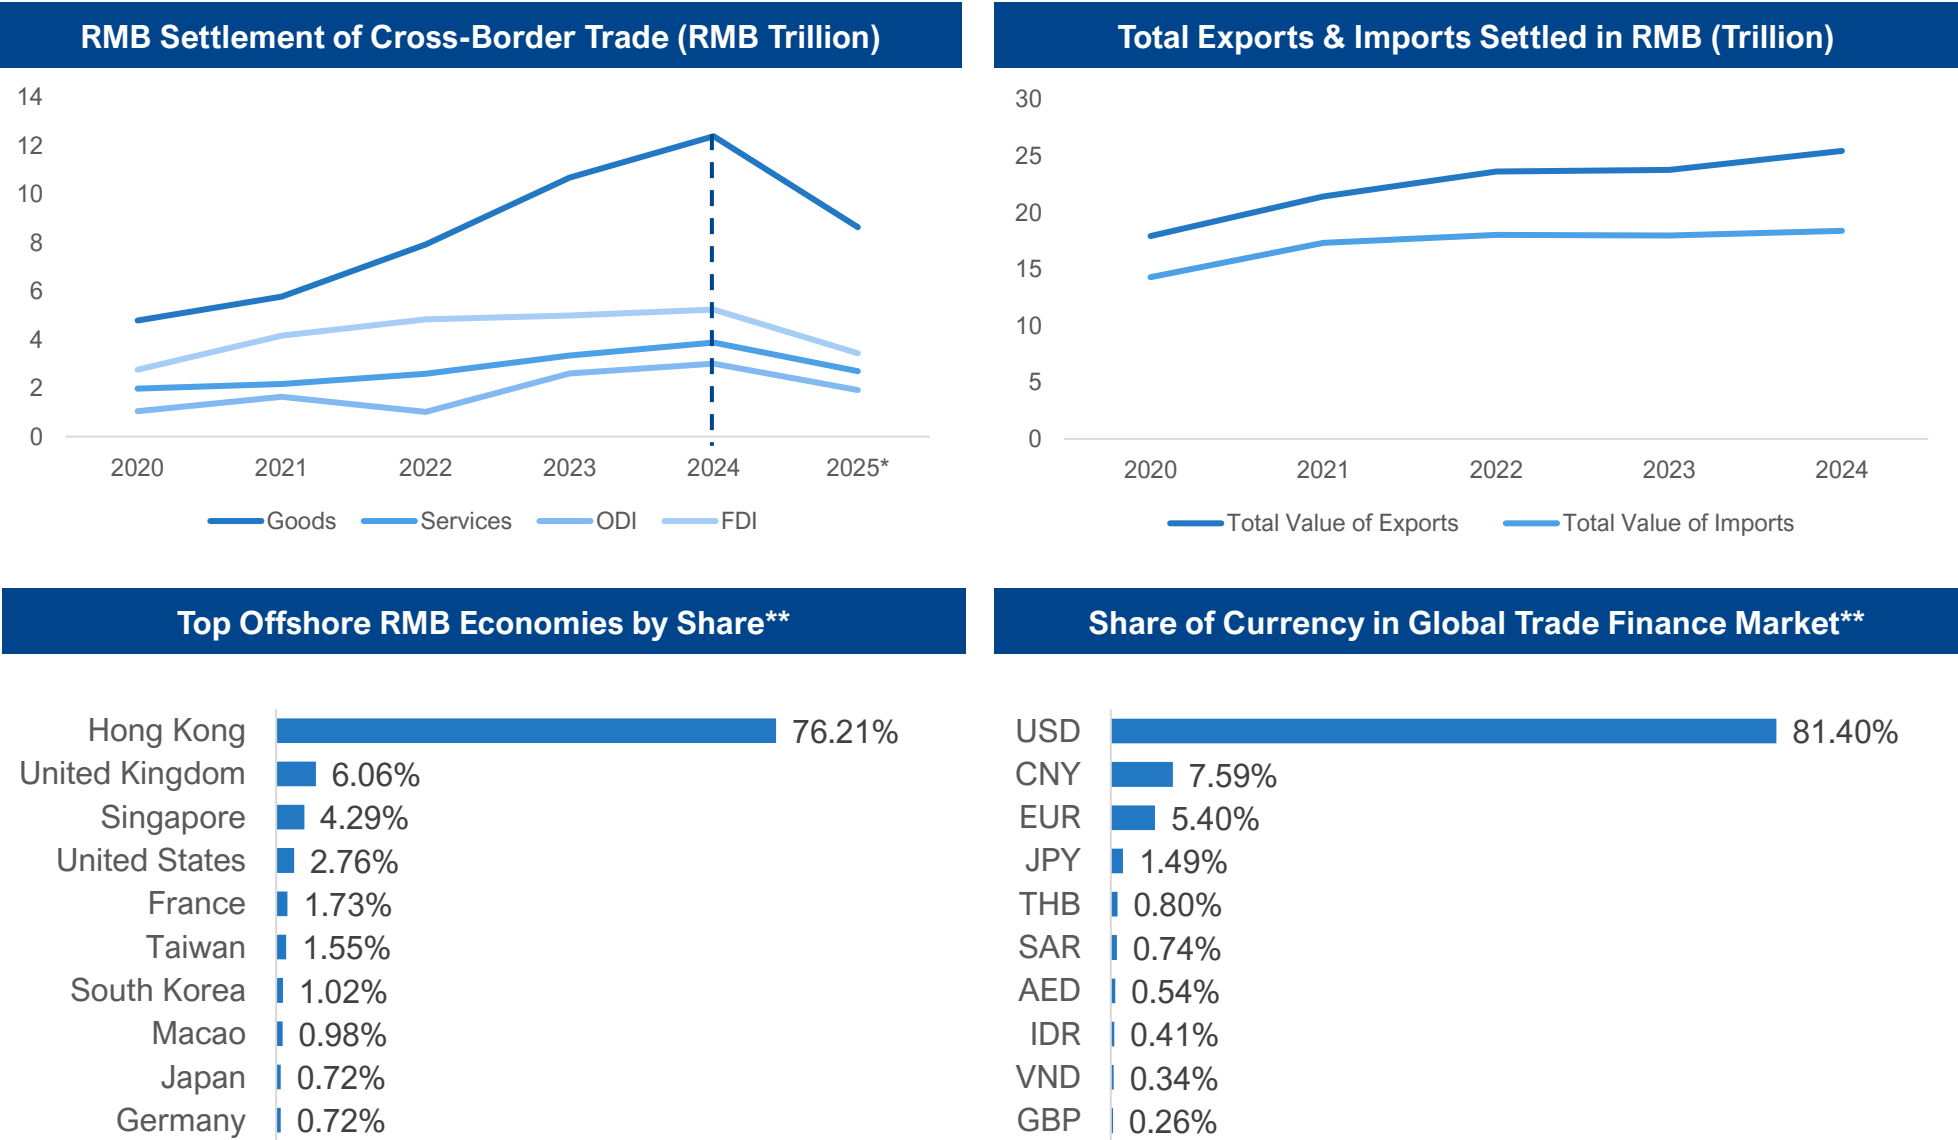 RMB Settlement of Cross-Border Trade (RMB Trillion)
14
12
10
8
6
4
2
0
2020 2021 2022 2023 2024 2025*
Goods Services ODI FDI
Total Exports & Imports Settled in RMB (Trillion)
30
25
20
15
10
5
0
2020 2021 2022 2023 2024
Total Value of Exports Total Value of Imports
Top Offshore RMB Economies by Share**
Hong Kong 76.21%
United Kingdom 6.06%
Singapore 4.29%
United States 2.76%
France 1.73%
Taiwan 1.55%
South Korea 1.02%
Macao 0.98%
Japan 0.72%
Germany 0.72%
Share of Currency in Global Trade Finance Market**
USD 81.40%
CNY 7.59%
EUR 5.40%
JPY 1.49%
THB 0.80%
SAR 0.74%
AED 0.54%
IDR 0.41%
VND 0.34%
GBP 0.26%